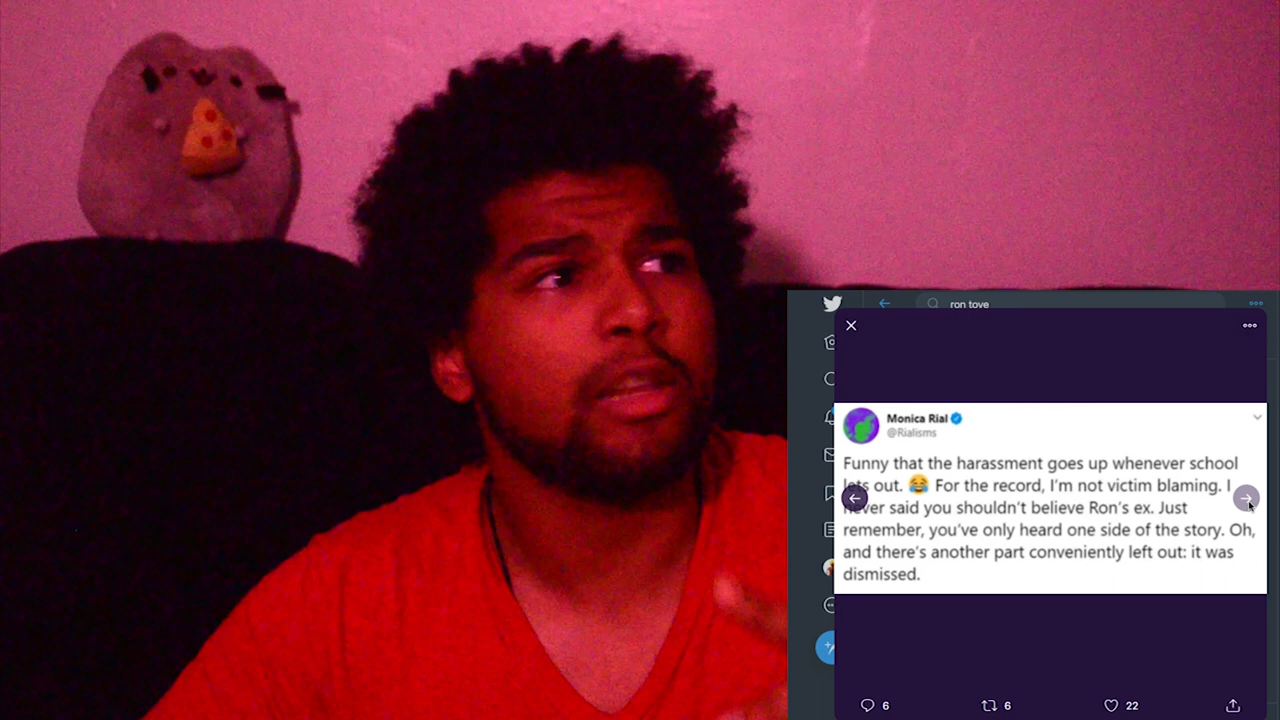 ron tove
Monica Rial
@Rialisms
Funny that the harassment goes up whenever school
lets out. 😂 For the record, I'm not victim blaming. I
never said you shouldn't believe Ron's ex. Just
remember, you've only heard one side of the story. Oh,
and there's another part conveniently left out: it was
dismissed.
6
6
22